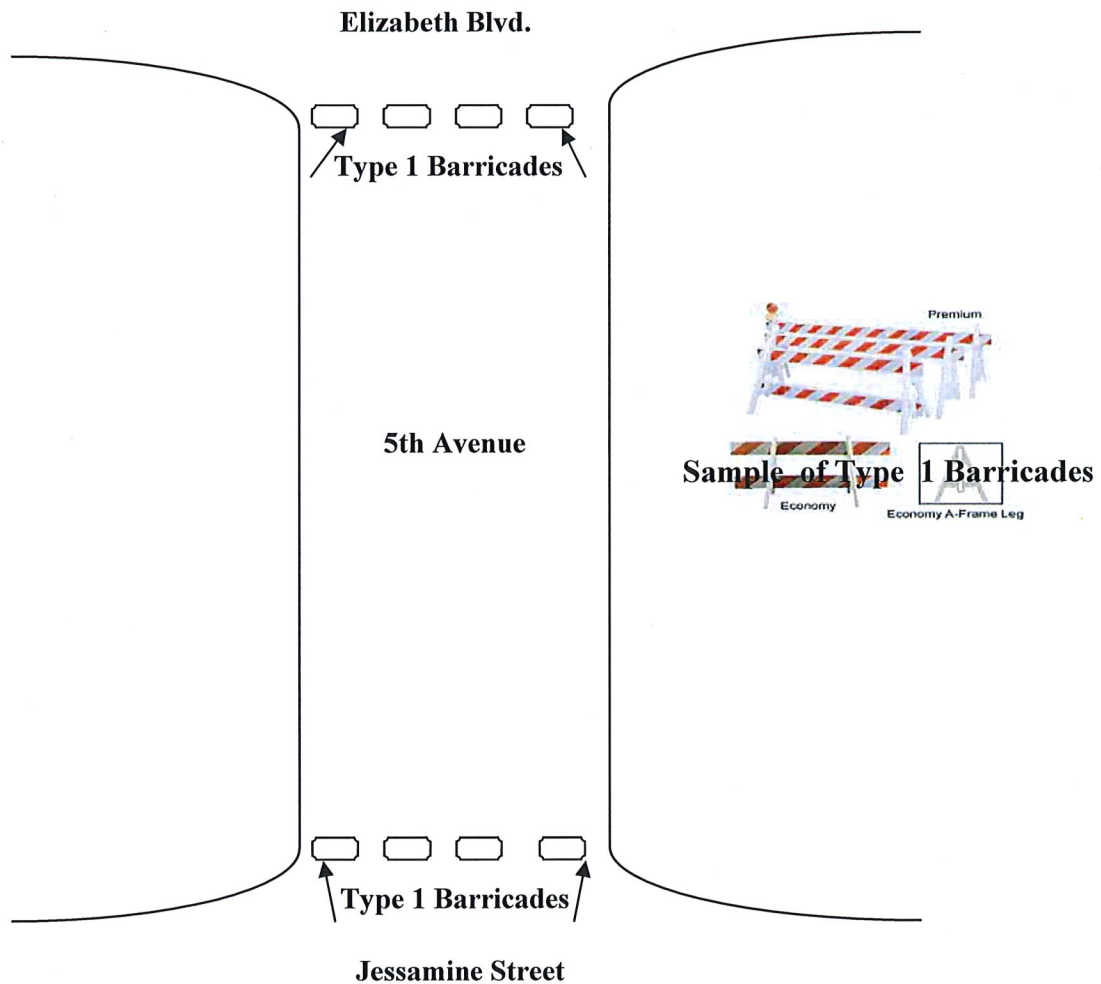 Elizabeth Blvd.
Type 1 Barricades
Premium
5th Avenue
Sample of Type 1 Barricades
Economy
Economy A-Frame Leg
Type 1 Barricades
Jessamine Street